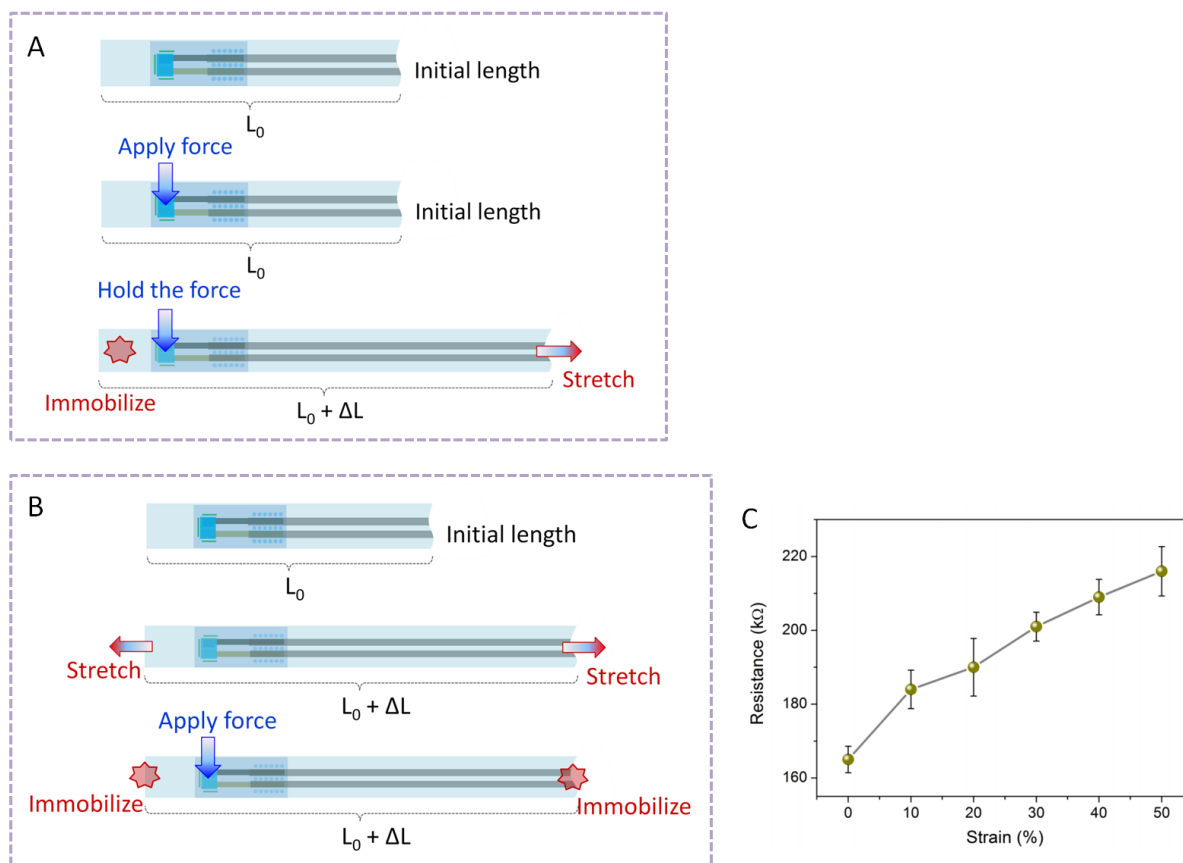 A
Initial length
L₀
Apply force
Initial length
L₀
Hold the force
Immobilize
Stretch
L₀ + ΔL
B
Initial length
L₀
Stretch
Stretch
L₀ + ΔL
Apply force
Immobilize
Immobilize
L₀ + ΔL
C
Resistance (kΩ)
220
200
180
160
0 10 20 30 40 50
Strain (%)